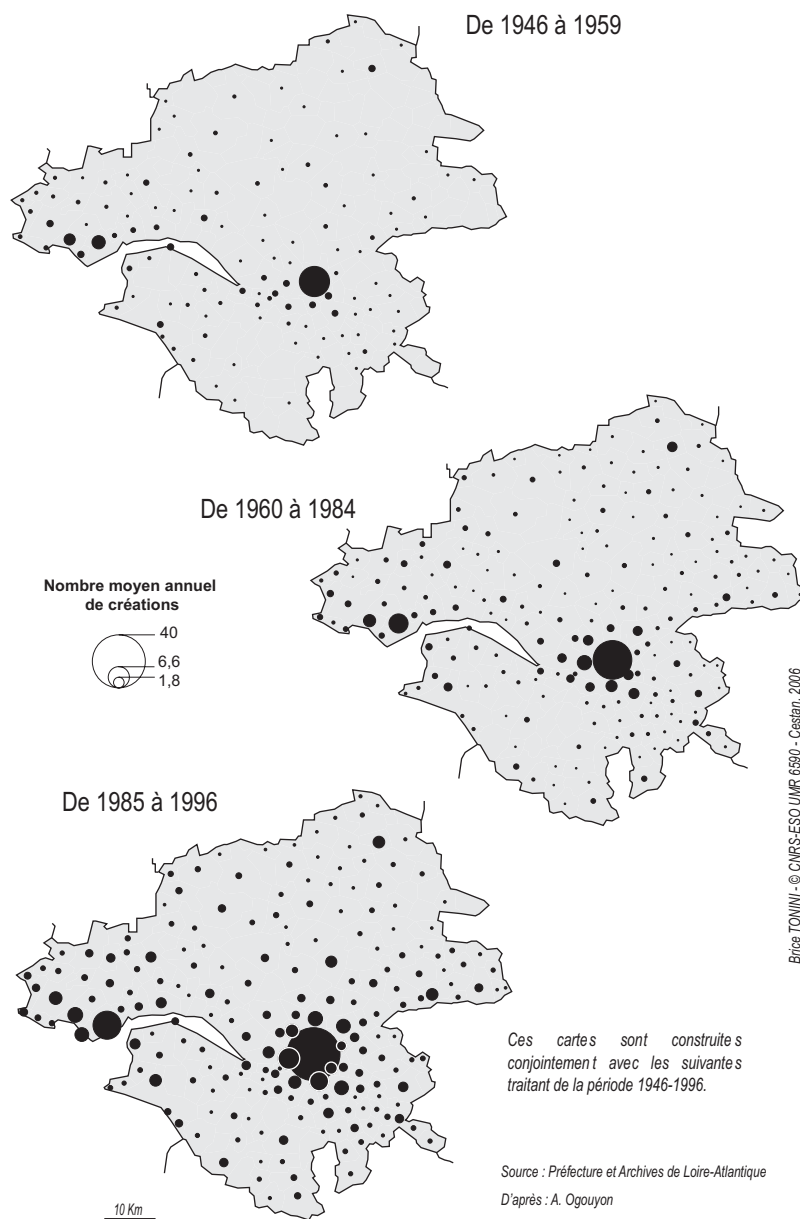 De 1946 à 1959
De 1960 à 1984
Nombre moyen annuel
de créations
40
6,6
1,8
De 1985 à 1996
Brice TONINI - © CNRS-ESO UMR 6590 - Cestan, 2006
Ces cartes sont construites
conjointement avec les suivantes
traitant de la période 1946-1996.
Source : Préfecture et Archives de Loire-Atlantique
D'après : A. Ogouyon
10 Km